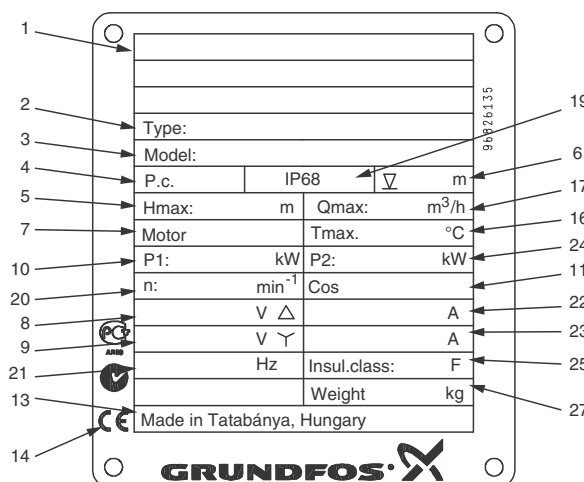 1
2
Type:
3
Model:
4
P.c.
IP68
19
m
6
5
Hmax: m
Qmax: m³/h
17
7
Motor
Tmax. °C
16
10
P1: kW
P2: kW
24
20
n: min⁻¹
Cos
11
8
V
A
22
9
V
A
23
21
Hz
Insul.class: F
25
Weight kg
27
13
Made in Tatabánya, Hungary
14
CE
GRUNDFOS
96826135